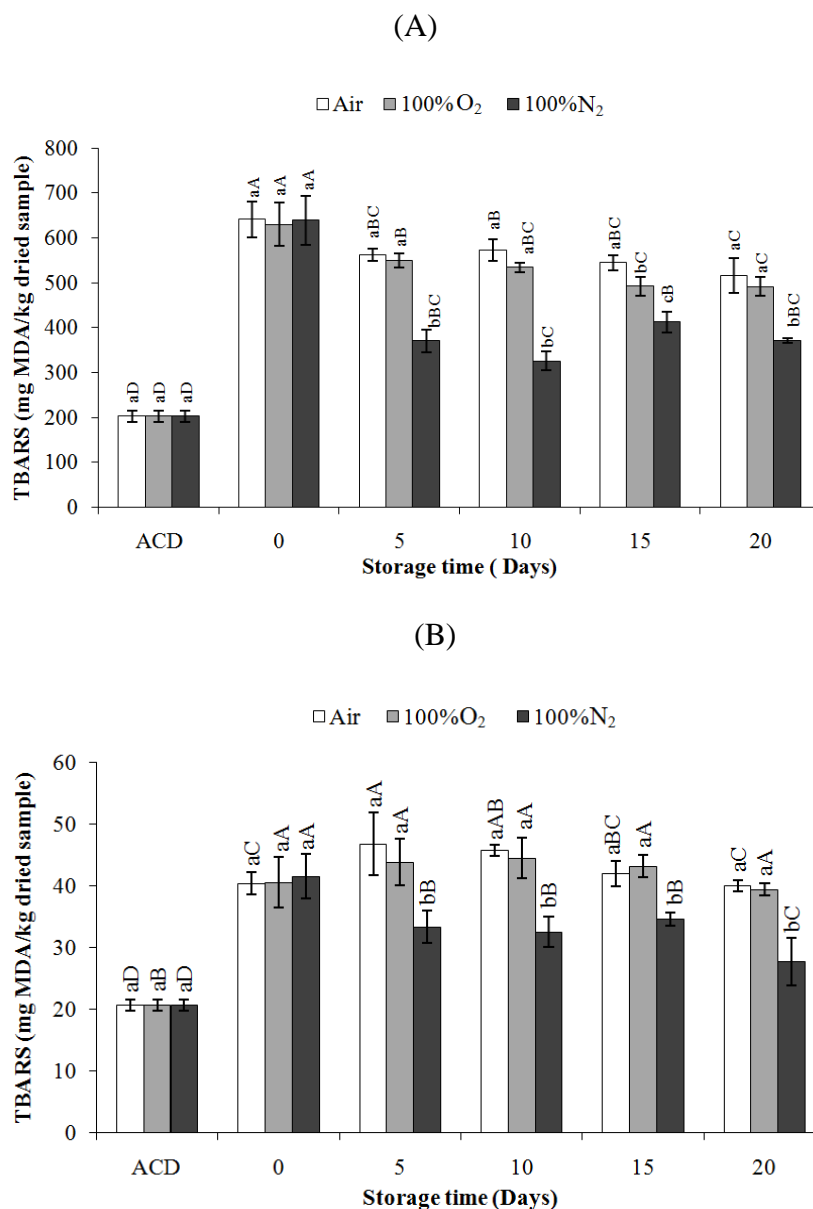 (A)
Air 100%O₂ 100%N₂
TBARS (mg MDA/kg dried sample)
800
700
600
500
400
300
200
100
0
aD aD aD
aA aA aA
aBC aB bBC
aB aBC bC
aBC bC cB
aC aC bBC
ACD 0 5 10 15 20
Storage time ( Days)
(B)
Air 100%O₂ 100%N₂
TBARS (mg MDA/kg dried sample)
60
50
40
30
20
10
0
aD aB aD
aC aA aA
aA aA bB
aAB aA bB
aBC aA bB
aC aA bC
ACD 0 5 10 15 20
Storage time (Days)